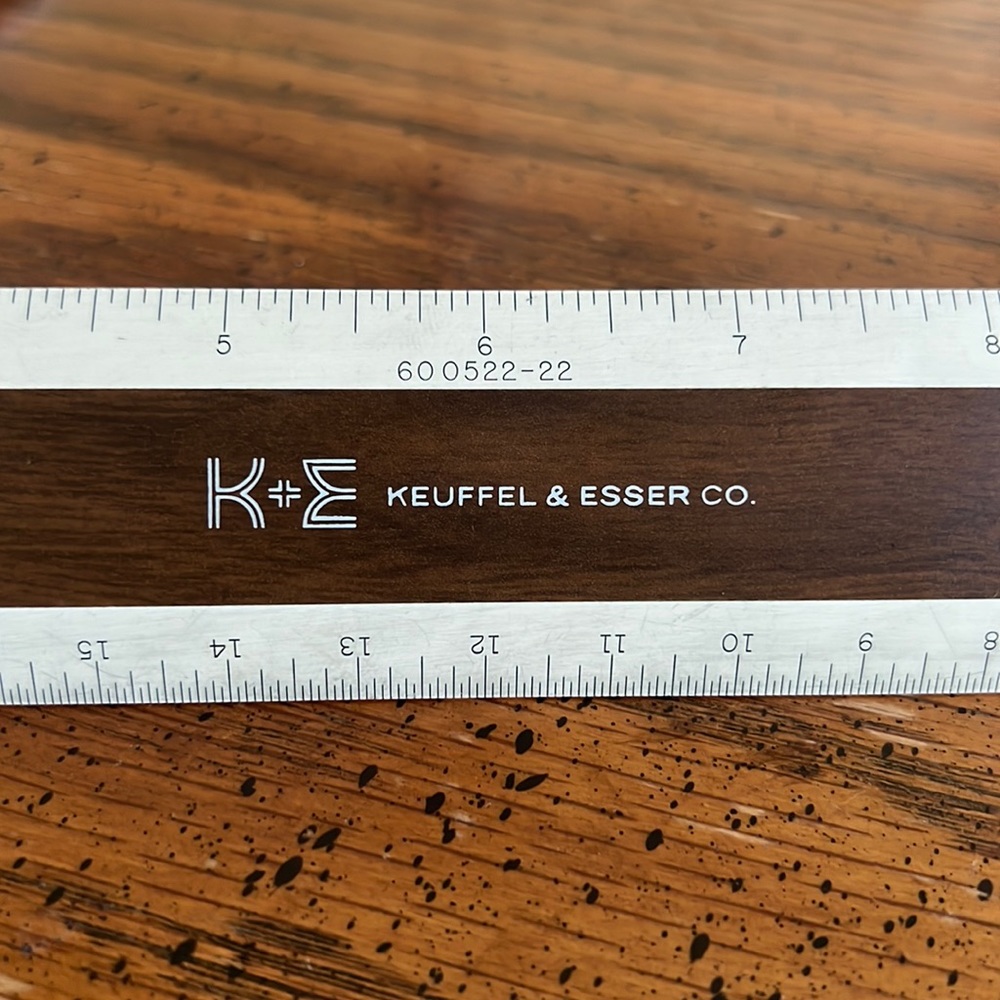 5 6 7 8
600522-22
K+E KEUFFEL & ESSER CO.
15 14 13 12 11 10 9 8